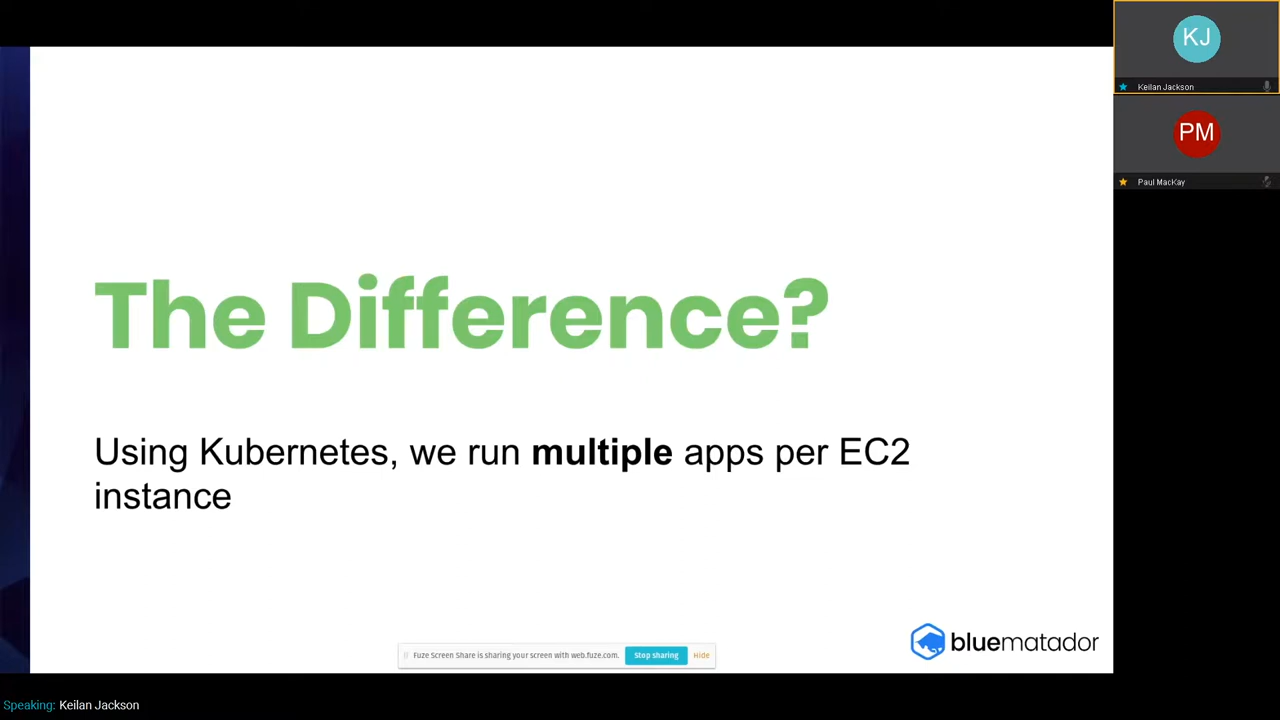 KJ
Keilan Jackson
PM
Paul MacKay
The Difference?
Using Kubernetes, we run multiple apps per EC2
instance
bluematador
Fuze Screen Share is sharing your screen with web.fuze.com. Stop sharing Hide
Speaking: Keilan Jackson